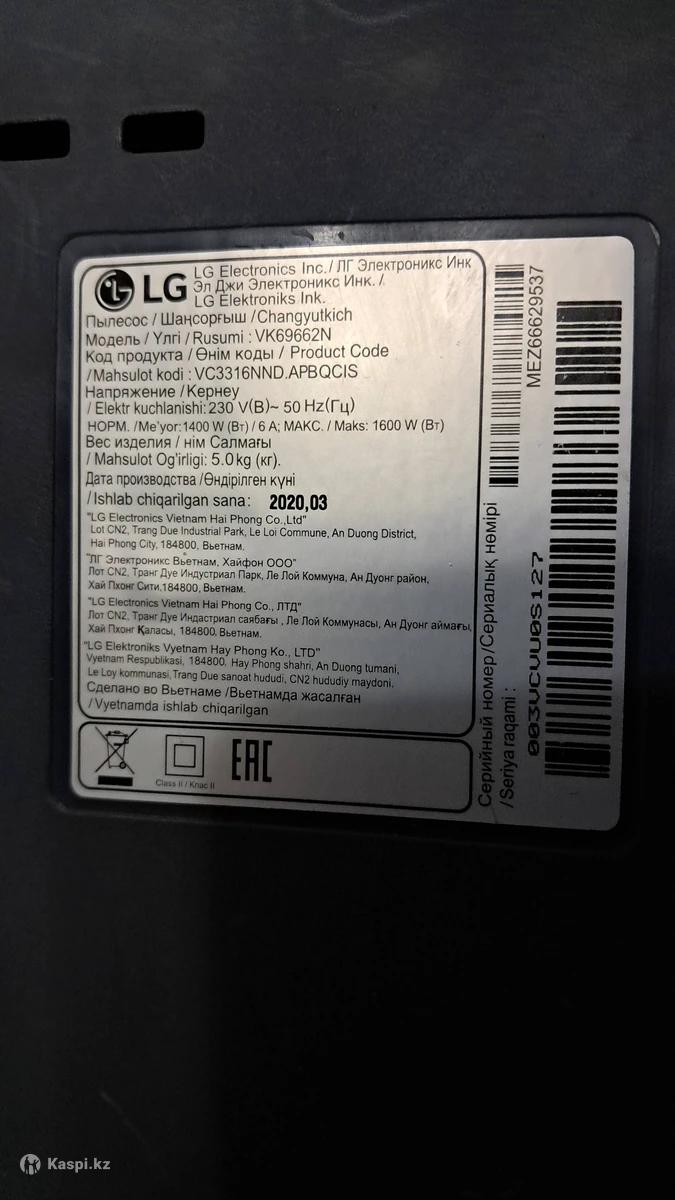 LG
LG Electronics Inc./ ЛГ Электроникс Инк
Эл Джи Электроникс Инк. /
LG Elektroniks Ink.
Пылесос / Шаңсорғыш /Changyutkich
Модель / Үлгі / Rusumi : VK69662N
Код продукта / Өнім коды / Product Code
/Mahsulot kodi : VC3316NND.APBQCIS
Напряжение /Кернеу
/ Elektr kuchlanishi: 230 V(В)~ 50 Hz(Гц)
НОРМ. /Me'yor: 1400 W (Вт) / 6 A; МАКС. / Maks: 1600 W (Вт)
Вес изделия / нім Салмағы
/ Mahsulot Og'irligi: 5.0 kg (кг).
Дата производства /Өндірілген күні
/ Ishlab chiqarilgan sana: 2020,03
"LG Electronics Vietnam Hai Phong Co.,Ltd"
Lot CN2, Trang Due Industrial Park, Le Loi Commune, An Duong District,
Hai Phong City, 184800, Вьетнам.
"ЛГ Электроникс Вьетнам, Хайфон ООО"
Лот CN2, Транг Дуе Индустриал Парк, Ле Лой Коммуна, Ан Дуонг район,
Хай Пхонг Сити.184800, Вьетнам.
"LG Electronics Vietnam Hai Phong Co., ЛТД"
Лот CN2, Транг Дуе Индастриал саябағы , Ле Лой Коммунасы, Ан Дуонг аймағы,
Хай Пхонг Қаласы, 184800. Вьетнам.
"LG Elektroniks Vyetnam Hay Phong Ko., LTD"
Vyetnam Respublikasi, 184800. Hay Phong shahri, An Duong tumani,
Le Loy kommunasi, Trang Due sanoat hududi, CN2 hududiy maydoni.
Сделано во Вьетнаме /Вьетнамда жасалған
/ Vyetnamda ishlab chiqarilgan
Class II / Клас II
EAC
MEZ66629537
Серийный номер /Сериалық нөмірі
/Seriya raqami :
003VCVUU0S127
Kaspi.kz